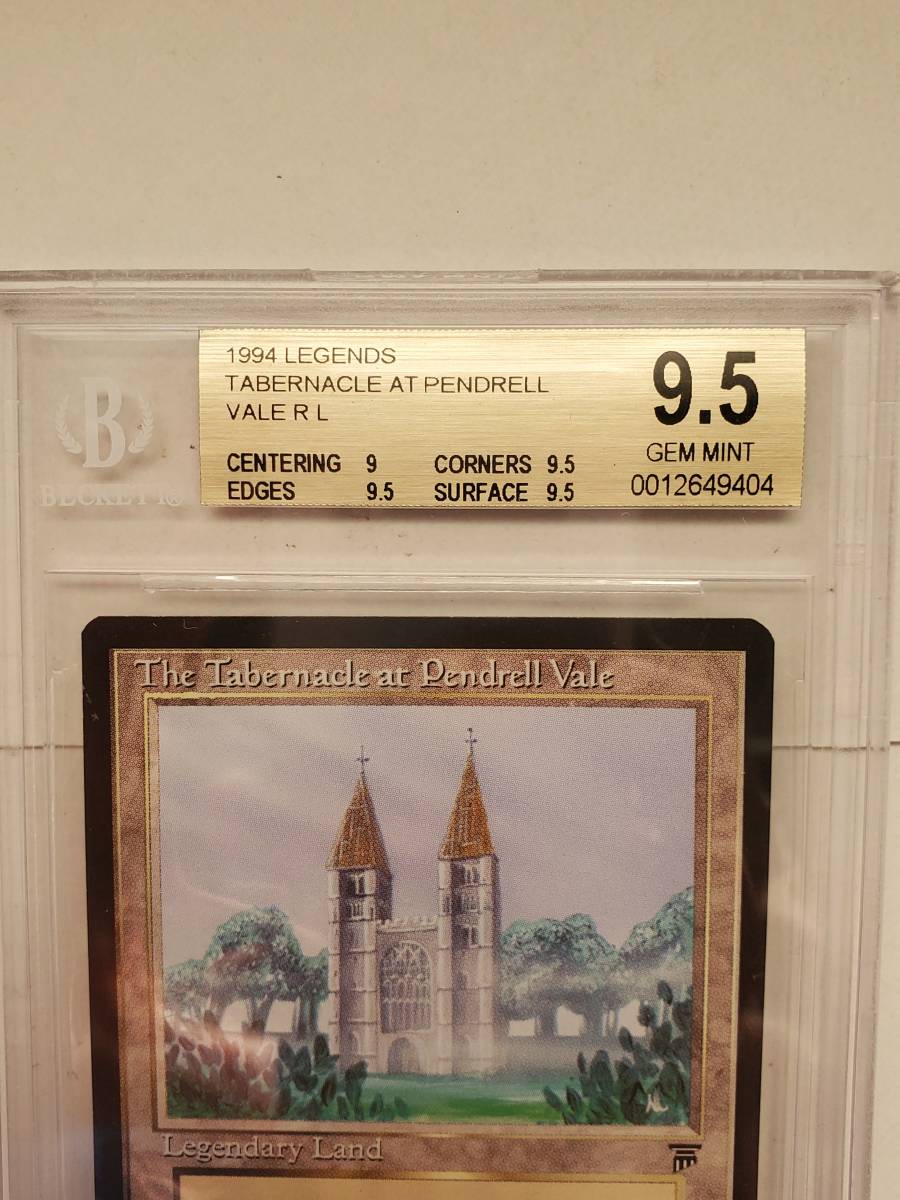 1994 LEGENDS
TABERNACLE AT PENDRELL
VALE R L
CENTERING 9 CORNERS 9.5
EDGES 9.5 SURFACE 9.5
9.5
GEM MINT
0012649404
B
BECKETT
The Tabernacle at Pendrell Vale
Legendary Land